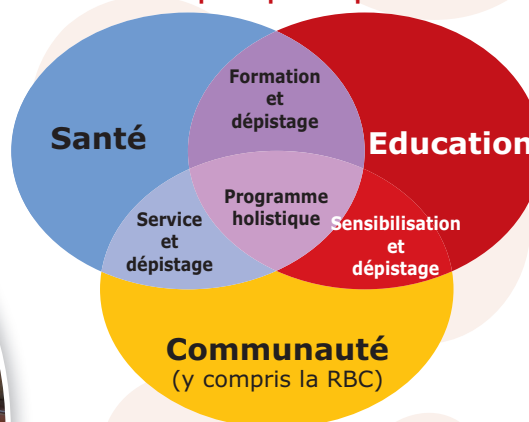 Formation
et
dépistage
Santé
Education
Programme
holistique
Service
et
dépistage
Sensibilisation
et
dépistage
Communauté
(y compris la RBC)